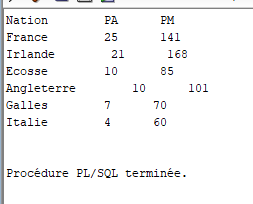 Nation PA PM
France 25 141
Irlande 21 168
Ecosse 10 85
Angleterre 10 101
Galles 7 70
Italie 4 60
Procédure PL/SQL terminée.